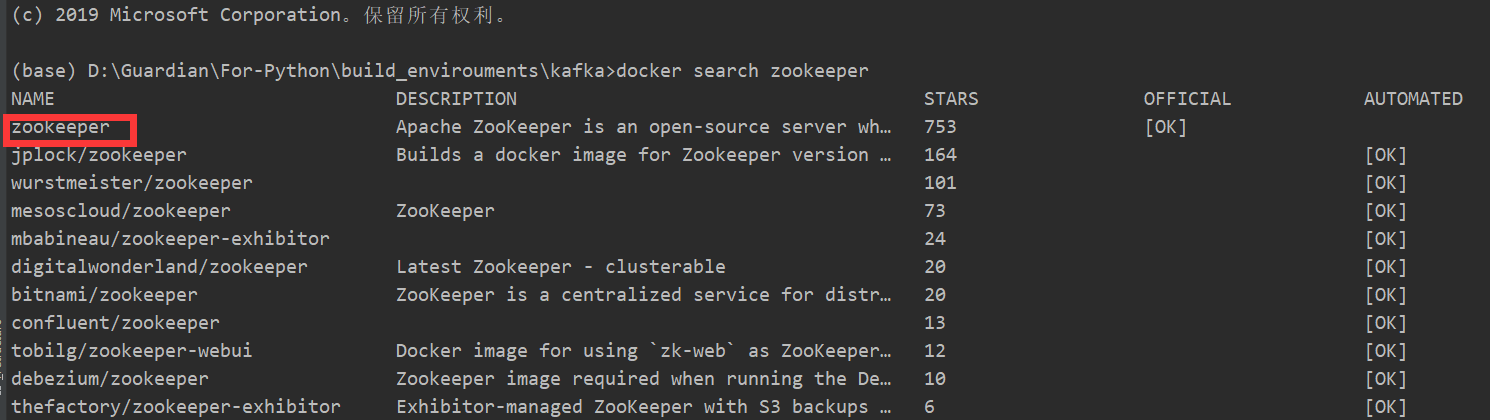 (c) 2019 Microsoft Corporation。保留所有权利。
(base) D:\Guardian\For-Python\build_envirouments\kafka>docker search zookeeper
NAME DESCRIPTION STARS OFFICIAL AUTOMATED
zookeeper Apache ZooKeeper is an open-source server wh… 753 [OK]
jplock/zookeeper Builds a docker image for Zookeeper version … 164 [OK]
wurstmeister/zookeeper 101 [OK]
mesoscloud/zookeeper ZooKeeper 73 [OK]
mbabineau/zookeeper-exhibitor 24 [OK]
digitalwonderland/zookeeper Latest Zookeeper - clusterable 20 [OK]
bitnami/zookeeper ZooKeeper is a centralized service for distr… 20 [OK]
confluent/zookeeper 13 [OK]
tobilg/zookeeper-webui Docker image for using `zk-web` as ZooKeeper… 12 [OK]
debezium/zookeeper Zookeeper image required when running the De… 10 [OK]
thefactory/zookeeper-exhibitor Exhibitor-managed ZooKeeper with S3 backups … 6 [OK]